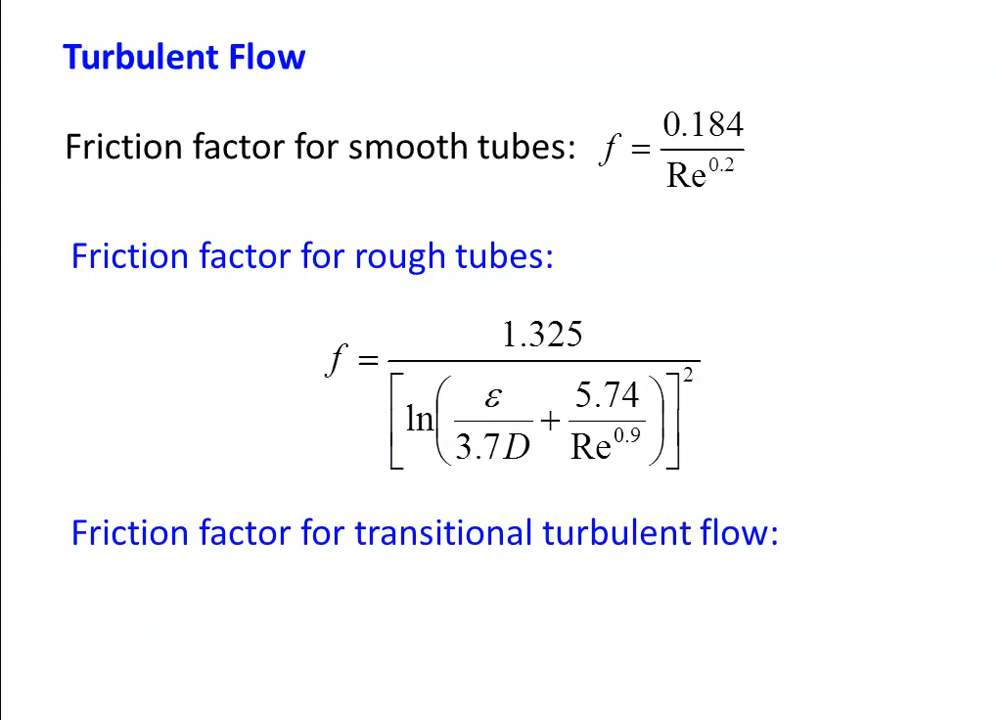 Turbulent Flow
Friction factor for smooth tubes: f = 0.184 / Re^0.2
Friction factor for rough tubes:
f = 1.325 / [ln(ε / 3.7D + 5.74 / Re^0.9)]^2
Friction factor for transitional turbulent flow: